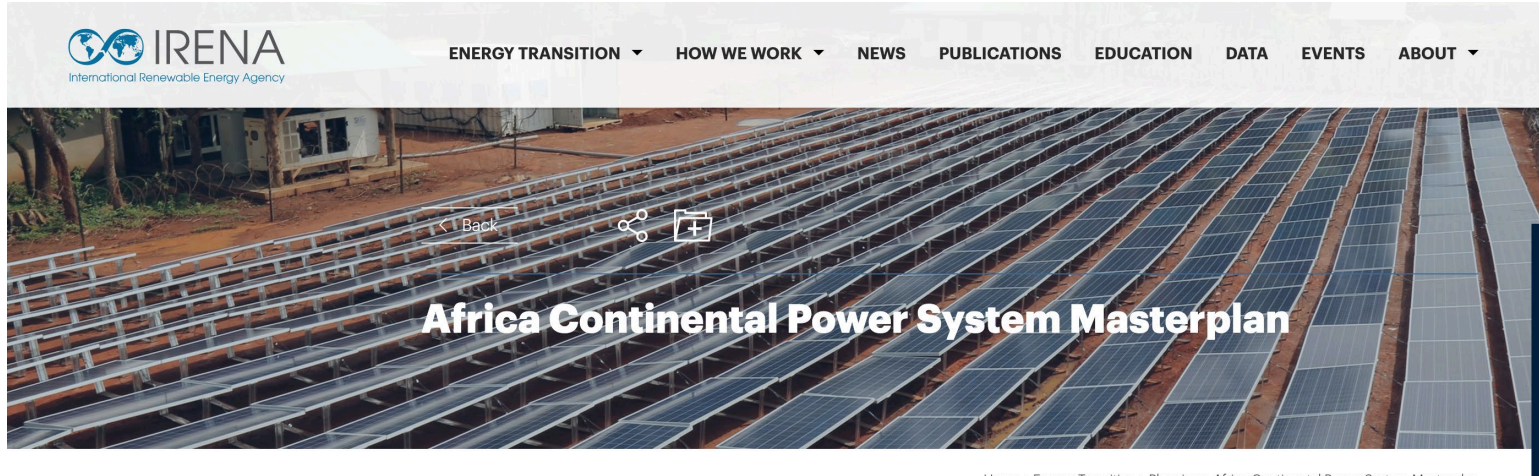 IRENA
International Renewable Energy Agency
ENERGY TRANSITION HOW WE WORK NEWS PUBLICATIONS EDUCATION DATA EVENTS ABOUT
Back
Africa Continental Power System Masterplan